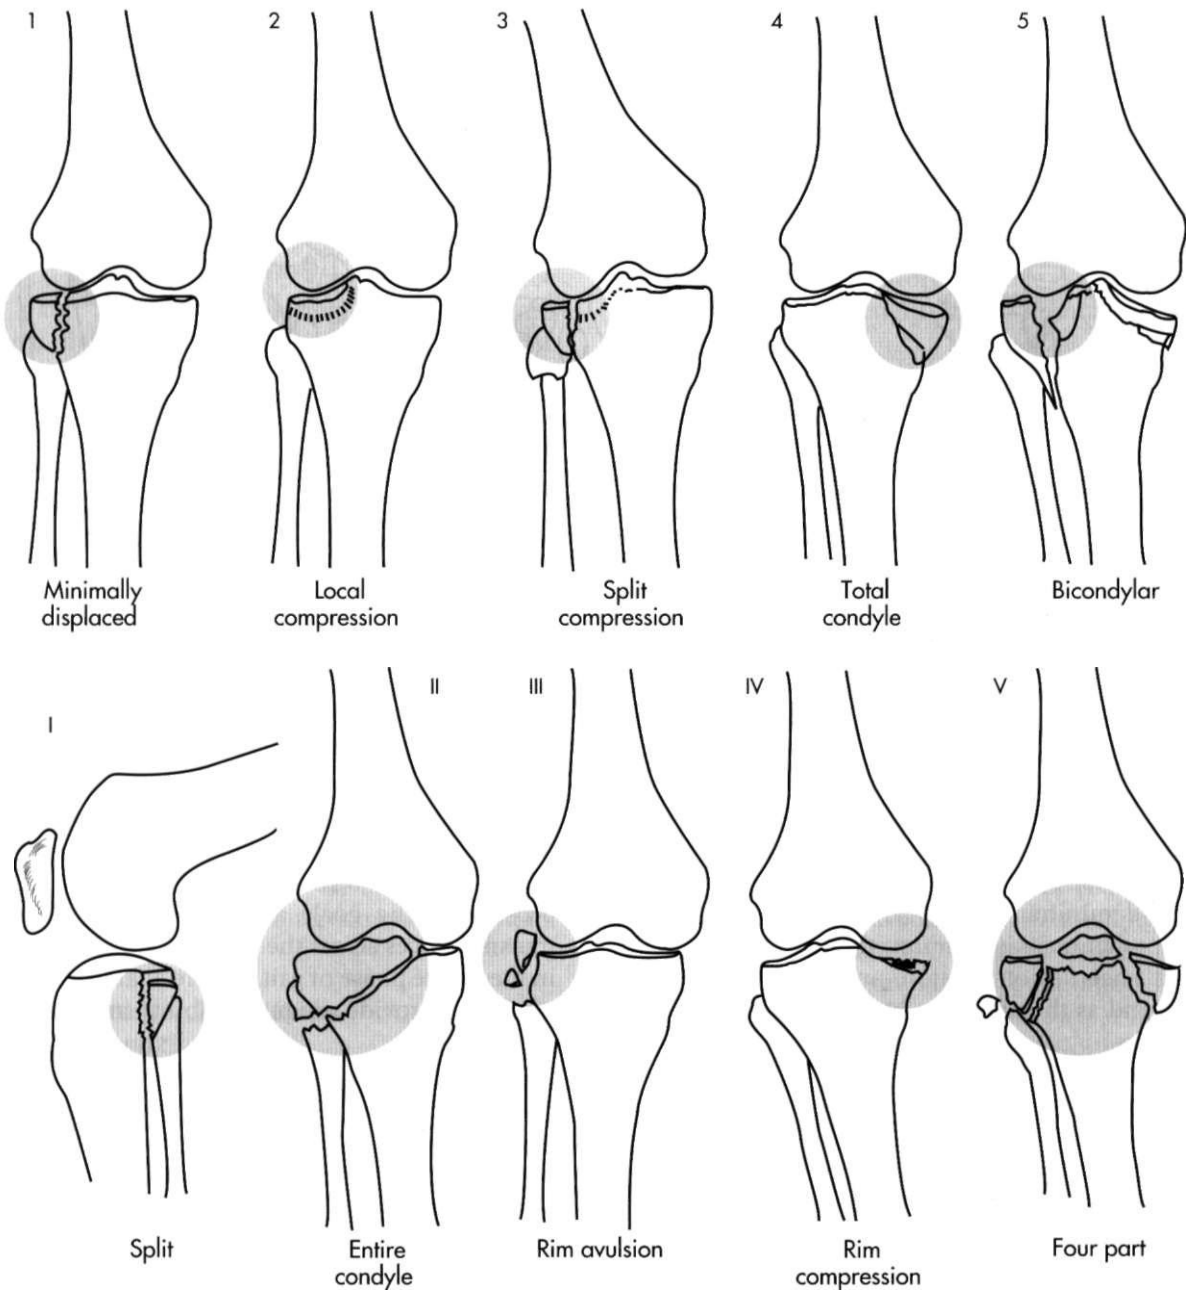 1
2
3
4
5
Minimally
displaced
Local
compression
Split
compression
Total
condyle
Bicondylar
I
II
III
IV
V
Split
Entire
condyle
Rim avulsion
Rim
compression
Four part